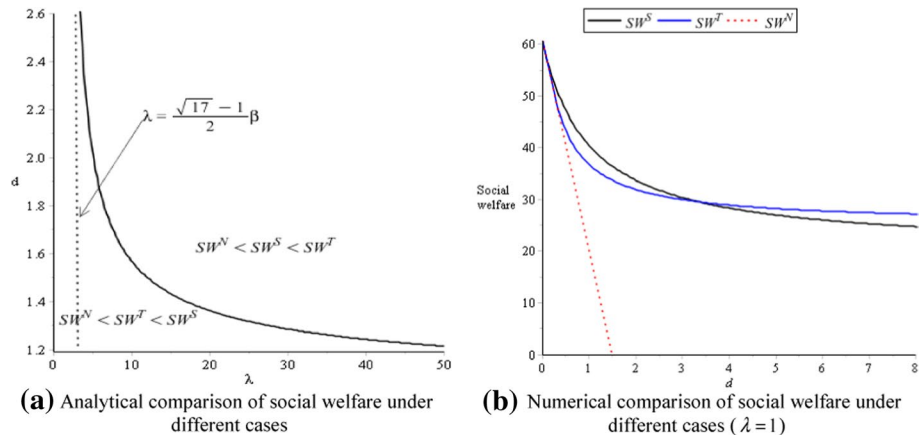 2.6
2.4
2.2
2.0
d
1.8
1.6
1.4
1.2
0 10 20 30 40 50
λ
λ = (√17 − 1)/2 β
SW^N < SW^S < SW^T
SW^N < SW^T < SW^S
(a) Analytical comparison of social welfare under
different cases
SW^S SW^T SW^N
60
50
40
Social
welfare
30
20
10
0
0 1 2 3 4 5 6 7 8
d
(b) Numerical comparison of social welfare under
different cases ( λ=1)